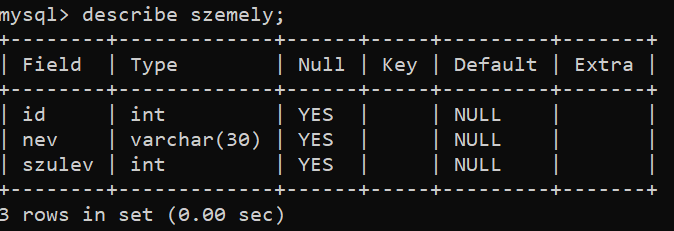 mysql> describe szemely;
+--------+-------------+------+-----+---------+-------+
| Field  | Type        | Null | Key | Default | Extra |
+--------+-------------+------+-----+---------+-------+
| id     | int         | YES  |     | NULL    |       |
| nev    | varchar(30) | YES  |     | NULL    |       |
| szulev | int         | YES  |     | NULL    |       |
+--------+-------------+------+-----+---------+-------+
3 rows in set (0.00 sec)